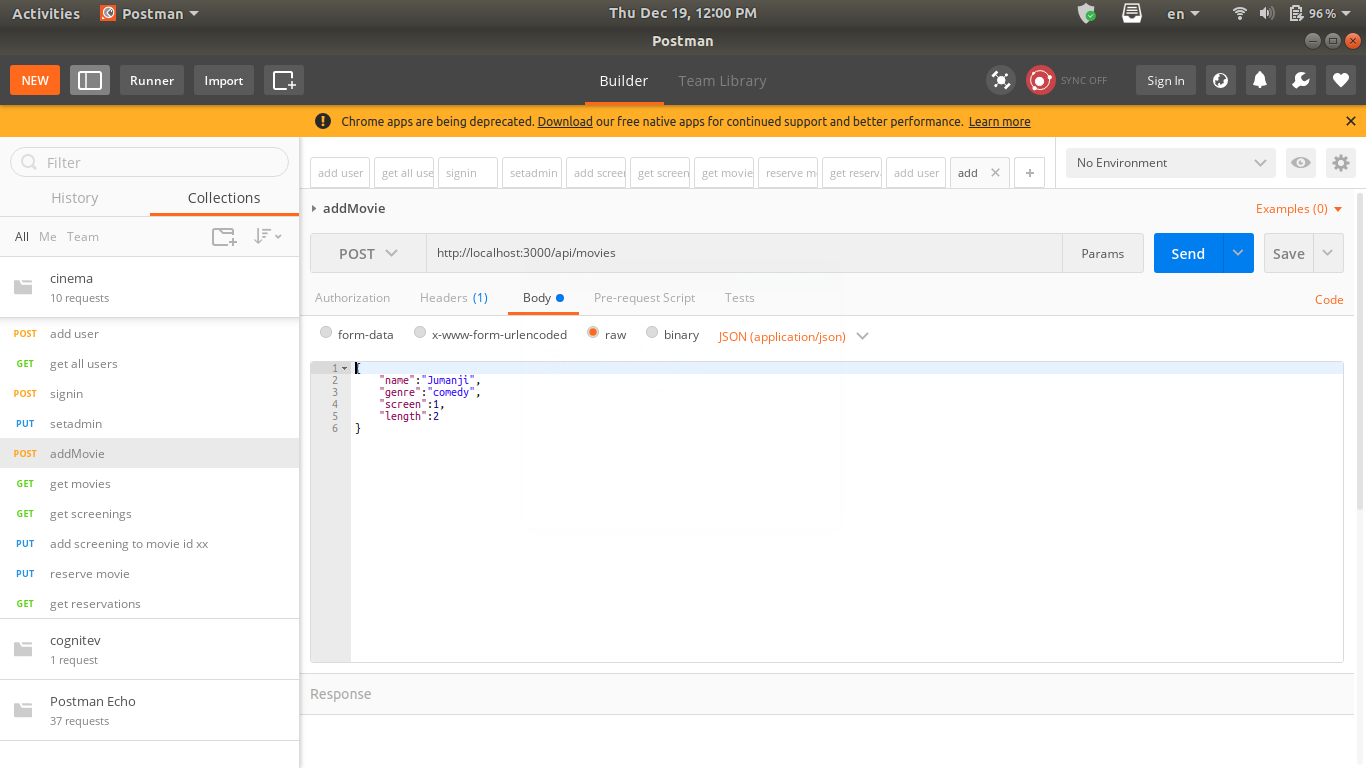 Activities Postman Thu Dec 19, 12:00 PM en 96%
Postman
NEW Runner Import Builder Team Library SYNC OFF Sign In
Chrome apps are being deprecated. Download our free native apps for continued support and better performance. Learn more
Filter
History Collections
All Me Team
cinema
10 requests
POST add user
GET get all users
POST signin
PUT setadmin
POST addMovie
GET get movies
GET get screenings
PUT add screening to movie id xx
PUT reserve movie
GET get reservations
cognitev
1 request
Postman Echo
37 requests
add user get all use signin setadmin add screen get screen get movie reserve m get reserva add user add No Environment
addMovie Examples (0)
POST http://localhost:3000/api/movies Params Send Save
Authorization Headers (1) Body Pre-request Script Tests Code
form-data x-www-form-urlencoded raw binary JSON (application/json)
1 {
2 "name":"Jumanji",
3 "genre":"comedy",
4 "screen":1,
5 "length":2
6 }
Response